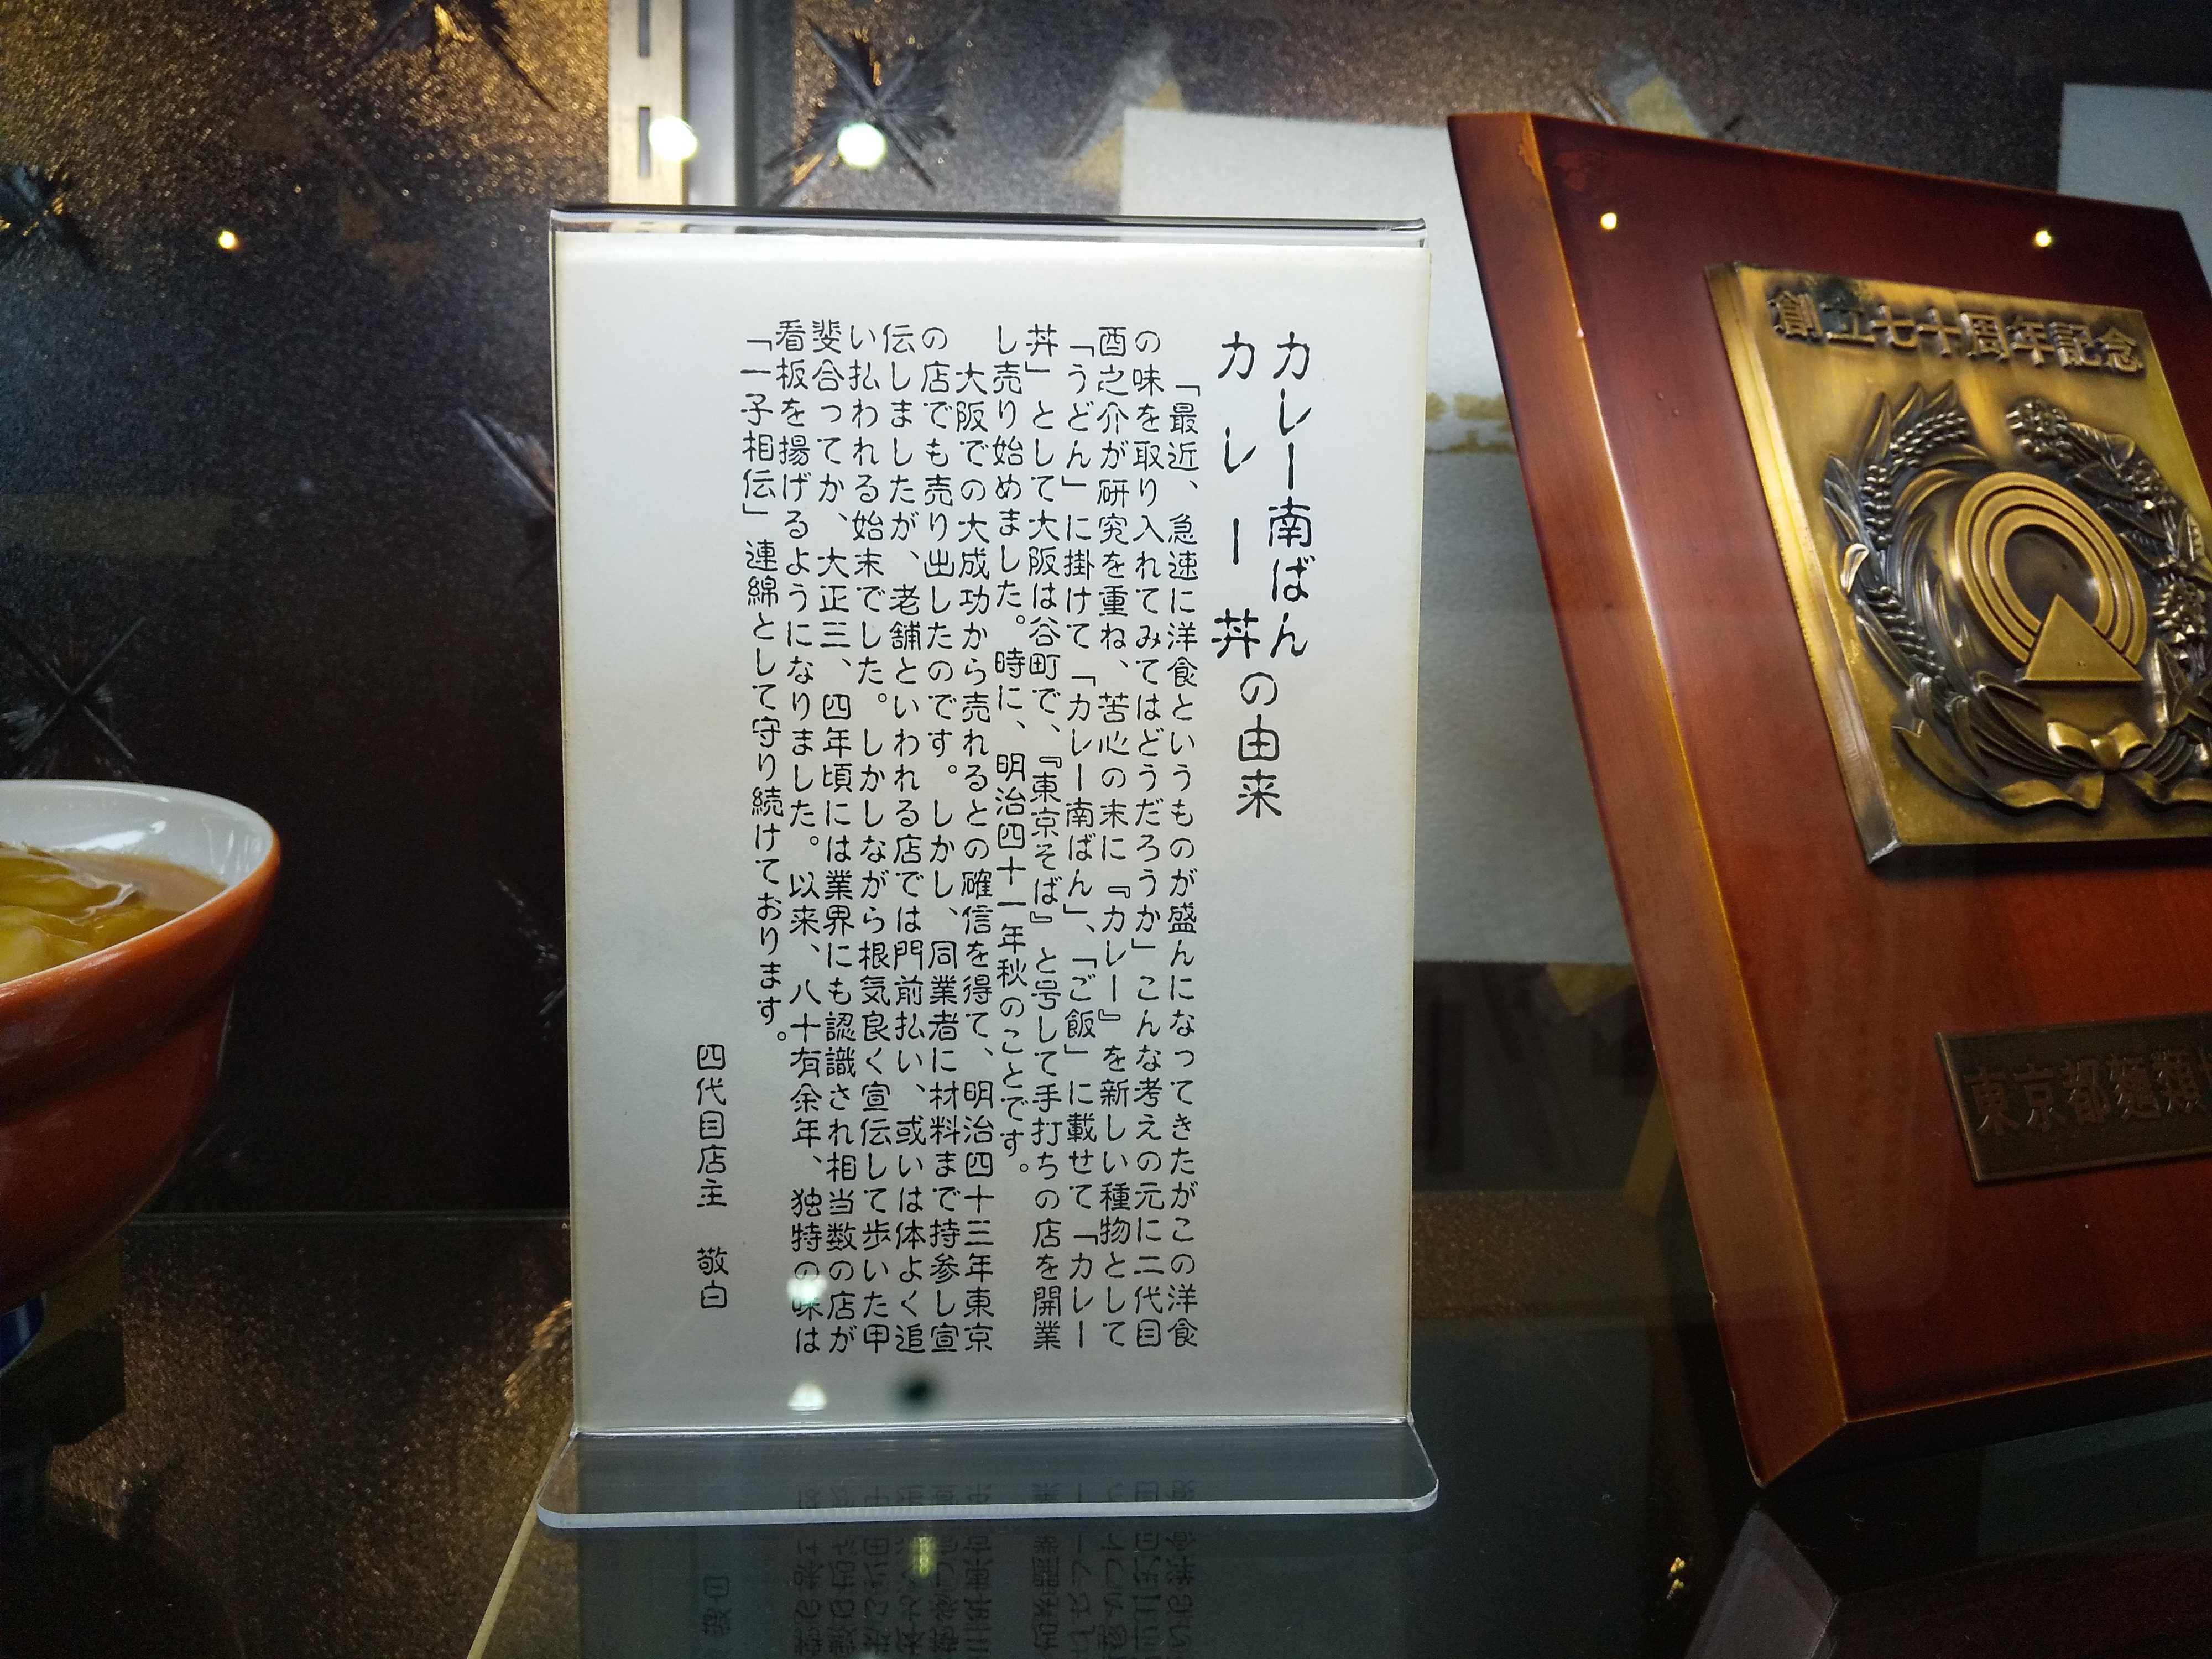 カレー南ばん
カレー丼の由来
「最近、急速に洋食というものが盛んになってきたがこの洋食
の味を取り入れてみてはどうだろうか」こんな考えの元に二代目
酉之介が研究を重ね、苦心の末に『カレー』を新しい種物として
「うどん」に掛けて「カレー南ばん」、「ご飯」に載せて「カレー
丼」として大阪は谷町で、『東京そば』と号して手打ちの店を開業
し売り始めました。時に、明治四十一年秋のことです。
大阪での大成功から売れるとの確信を得て、明治四十三年東京
の店でも売り出したのです。しかし、同業者に材料まで持参し宣
伝しましたが、老舗といわれる店では門前払い、或いは体よく追
い払われる始末でした。しかしながら根気良く宣伝して歩いた甲
斐合ってか、大正三、四年頃には業界にも認識され相当数の店が
看板を揚げるようになりました。以来、八十有余年、独特の味は
「一子相伝」連綿として守り続けております。
四代目店主 敬白
創立七十周年記念
東京都麺類